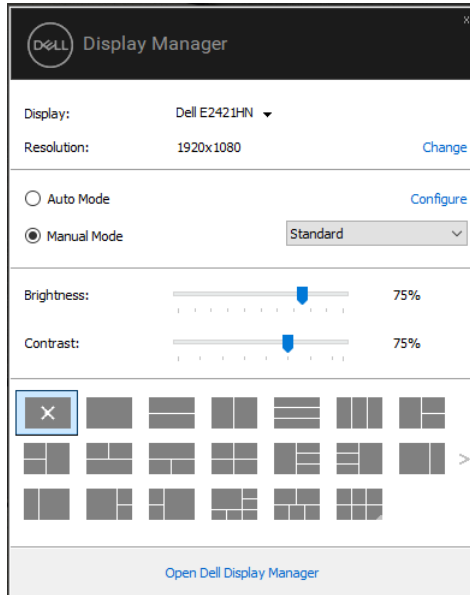 x
DELL Display Manager
Display: Dell E2421HN
Resolution: 1920x1080 Change
Auto Mode Configure
Manual Mode Standard
Brightness: 75%
Contrast: 75%
Open Dell Display Manager